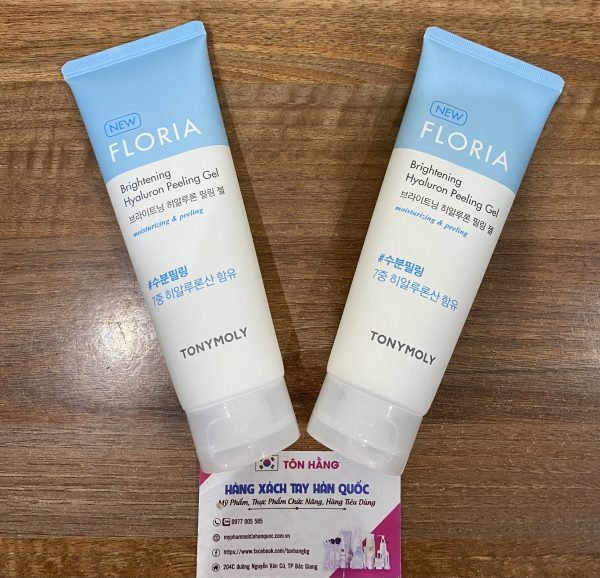 NEW
FLORIA
Brightening
Hyaluron Peeling Gel
브라이트닝 히알루론 필링 젤
moisturizing & peeling
#수분필링
7중 히알루론산 함유
TONYMOLY
NEW
FLORIA
Brightening
Hyaluron Peeling Gel
브라이트닝 히알루론 필링 젤
moisturizing & peeling
#수분필링
7중 히알루론산 함유
TONYMOLY
TÔN HẰNG
HÀNG XÁCH TAY HÀN QUỐC
Mỹ Phẩm, Thực Phẩm Chức Năng, Hàng Tiêu Dùng
0977 005 585
myphamnoidiahanquoc.com.vn
https://www.facebook.com/tonhangbg
204C đường Nguyễn Văn Cừ, TP Bắc Giang